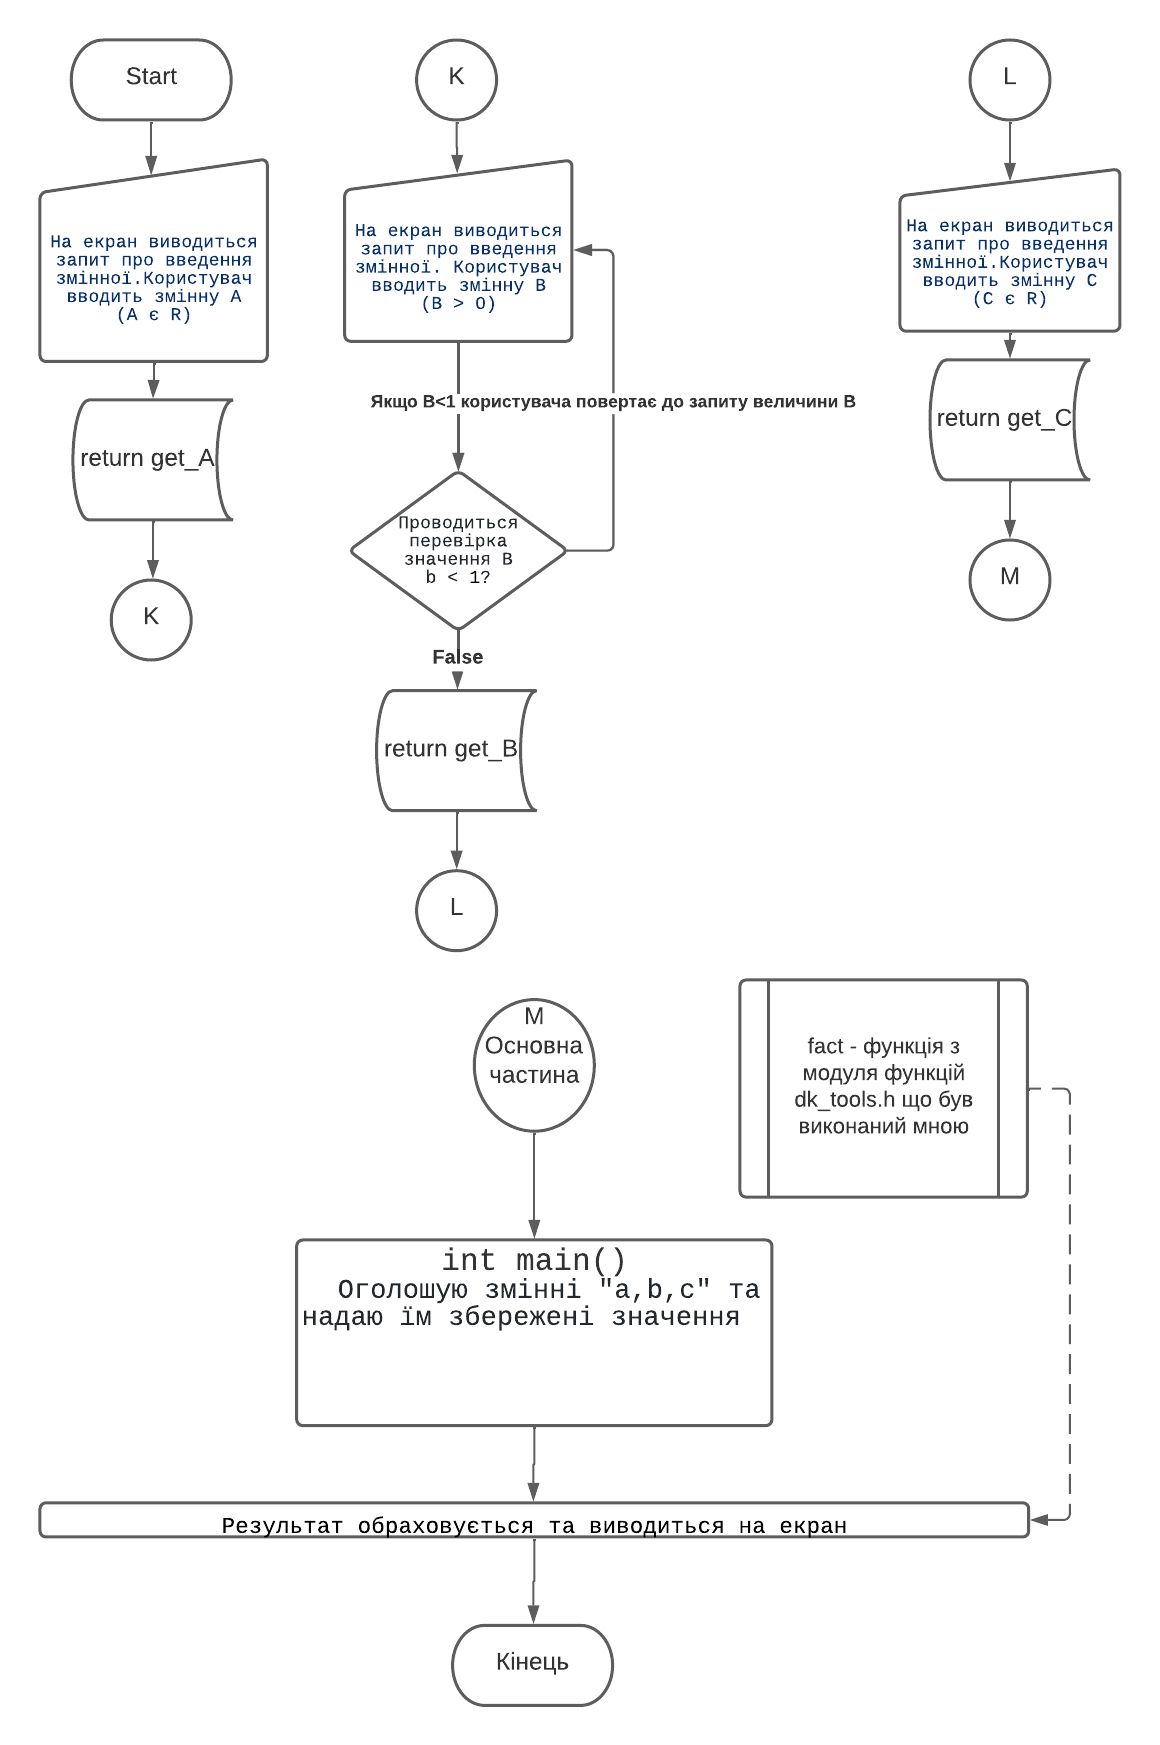 Start
На екран виводиться
запит про введення
змінної.Користувач
вводить змінну А
(А є R)
return get_A
K
K
На екран виводиться
запит про введення
змінної. Користувач
вводить змінну В
(В > О)
Якщо В<1 користувача повертає до запиту величини В
Проводиться
перевірка
значення В
b < 1?
False
return get_B
L
L
На екран виводиться
запит про введення
змінної.Користувач
вводить змінну С
(С є R)
return get_C
M
M
Основна
частина
fact - функція з
модуля функцій
dk_tools.h що був
виконаний мною
int main()
Оголошую змінні "a,b,c" та
надаю їм збережені значення
Результат обраховується та виводиться на екран
Кінець